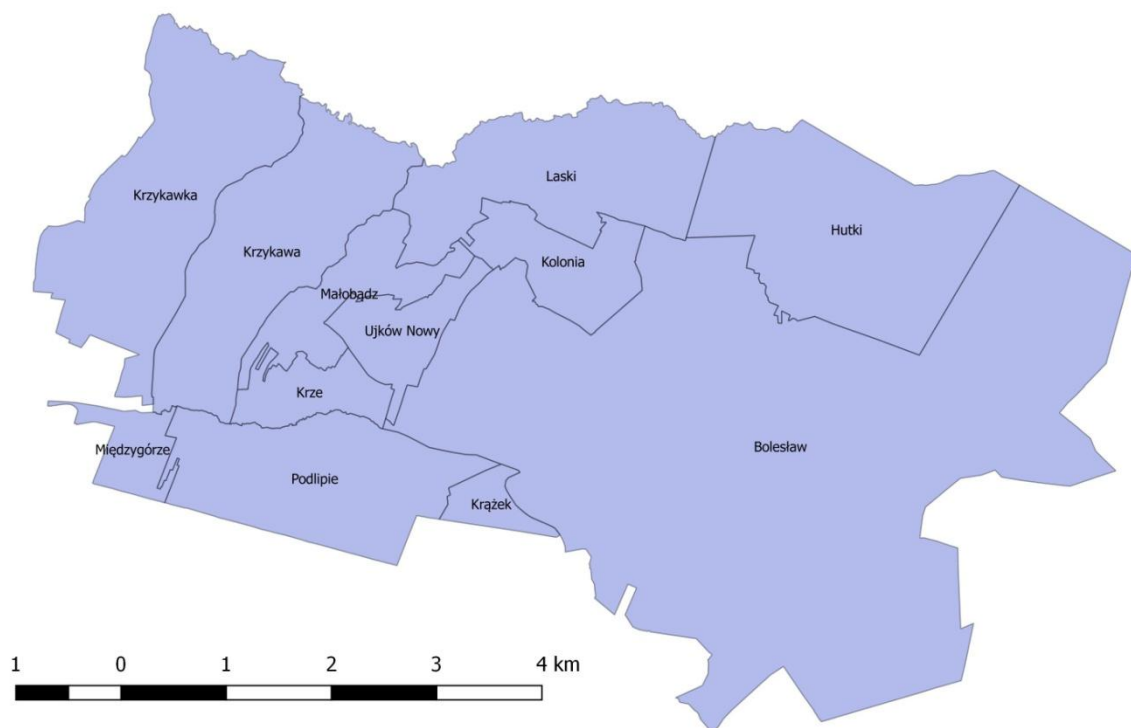 Krzykawka
Laski
Hutki
Krzykawa
Kolonia
Małobądz
Ujków Nowy
Krze
Bolesław
Międzygórze
Podlipie
Krążek
1 0 1 2 3 4 km